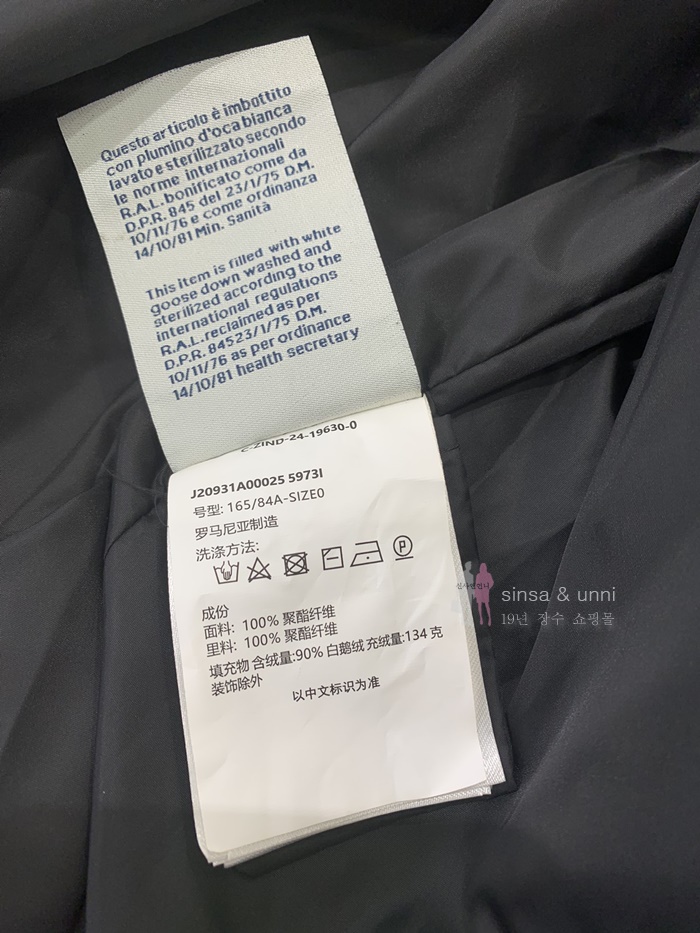 Questo articolo è imbottito
con plumino d'oca bianca
lavato e sterilizzato secondo
le norme internazionali
R.A.L. bonificato come da
D.P.R. 845 del 23/1/75 D.M.
10/11/76 e come ordinanza
14/10/81 Min. Sanità
This item is filled with white
goose down washed and
sterilized according to the
international regulations
R.A.L. reclaimed as per
D.P.R. 84523/1/75 D.M.
10/11/76 as per ordinance
14/10/81 health secretary
C-ZIND-24-19630-0
J20931A00025 5973I
号型: 165/84A-SIZE0
罗马尼亚制造
洗涤方法:
P
成份
面料: 100% 聚酯纤维
里料: 100% 聚酯纤维
填充物 含绒量:90% 白鹅绒 充绒量:134 克
装饰除外
以中文标识为准
신사앤언니
sinsa & unni
19년 장수 쇼핑몰